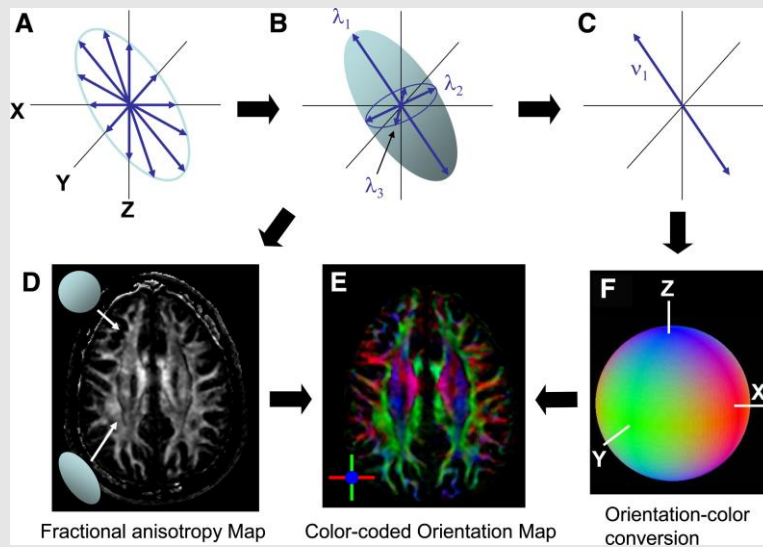 A
X
Y
Z
B
λ1
λ2
λ3
C
ν1
D
Fractional anisotropy Map
E
Color-coded Orientation Map
F
Z
X
Y
Orientation-color
conversion